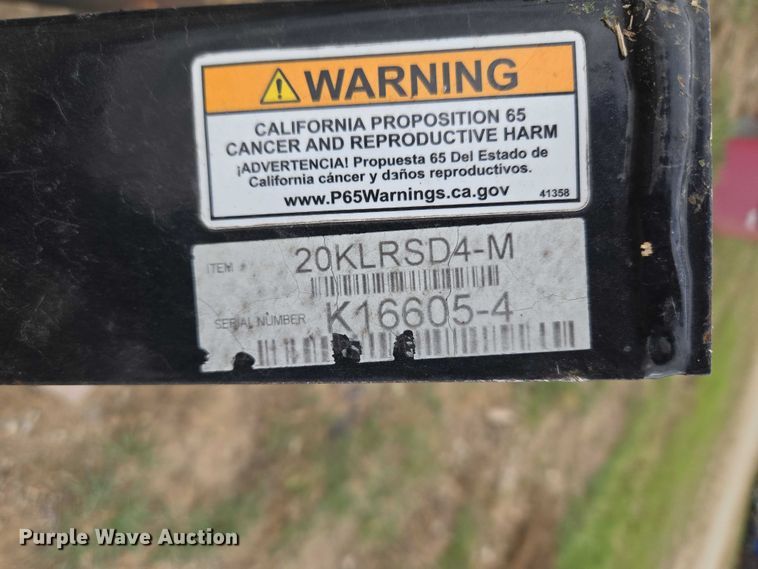 WARNING
CALIFORNIA PROPOSITION 65
CANCER AND REPRODUCTIVE HARM
¡ADVERTENCIA! Propuesta 65 Del Estado de
California cáncer y daños reproductivos.
www.P65Warnings.ca.gov 41358
ITEM # 20KLRSD4-M
SERIAL NUMBER K16605-4
Purple Wave Auction®